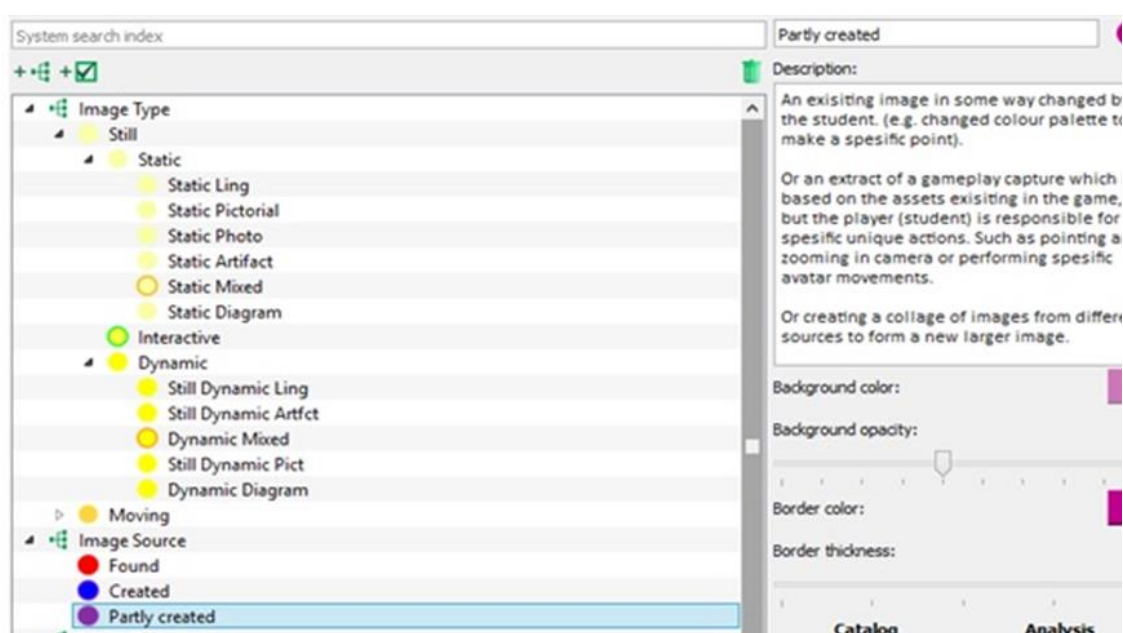 System search index
Image Type
Still
Static
Static Ling
Static Pictorial
Static Photo
Static Artifact
Static Mixed
Static Diagram
Interactive
Dynamic
Still Dynamic Ling
Still Dynamic Artfct
Dynamic Mixed
Still Dynamic Pict
Dynamic Diagram
Moving
Image Source
Found
Created
Partly created
Partly created
Description:
An exisiting image in some way changed
the student. (e.g. changed colour palette
make a spesific point).
Or an extract of a gameplay capture which
based on the assets exisiting in the game,
but the player (student) is responsible for
spesific unique actions. Such as pointing
zooming in camera or performing spesific
avatar movements.
Or creating a collage of images from
sources to form a new larger image.
Background color:
Background opacity:
Border color:
Border thickness:
Catalog Analysis